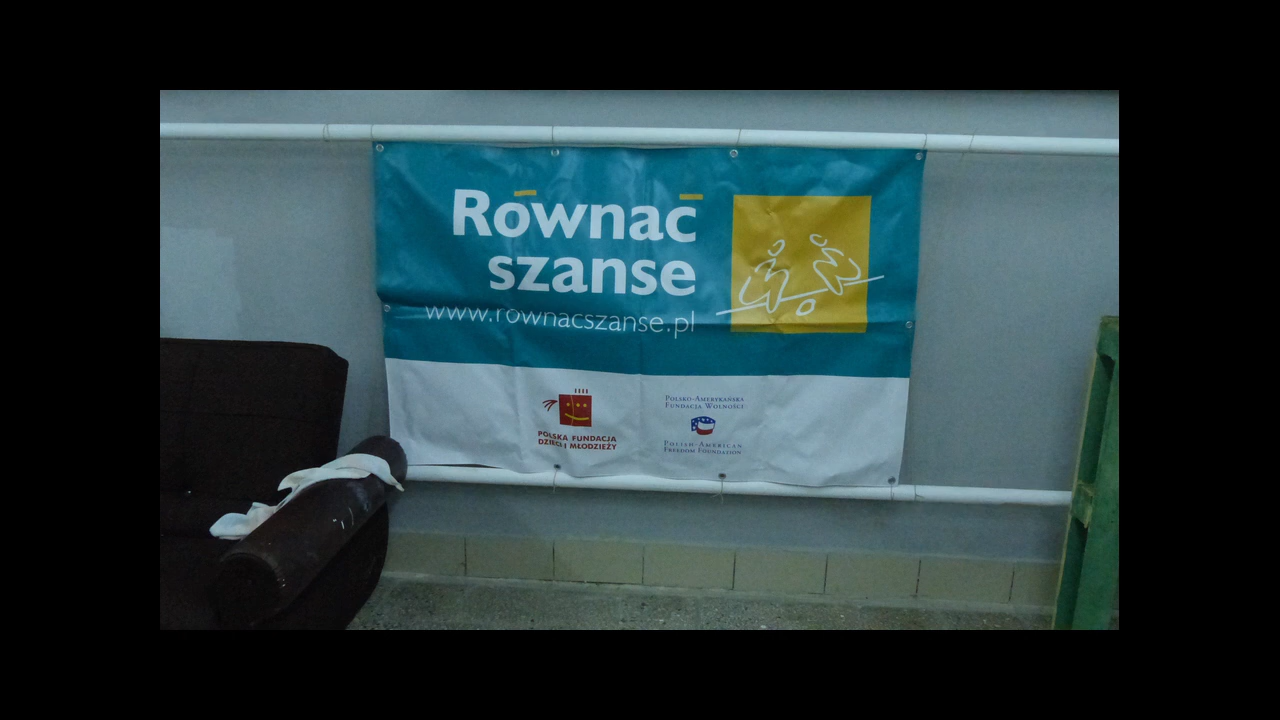 Równać
szanse
www.rownacszanse.pl
POLSKA FUNDACJA
DZIECI I MŁODZIEŻY
POLSKO-AMERYKAŃSKA
FUNDACJA WOLNOŚCI
POLISH-AMERICAN
FREEDOM FOUNDATION